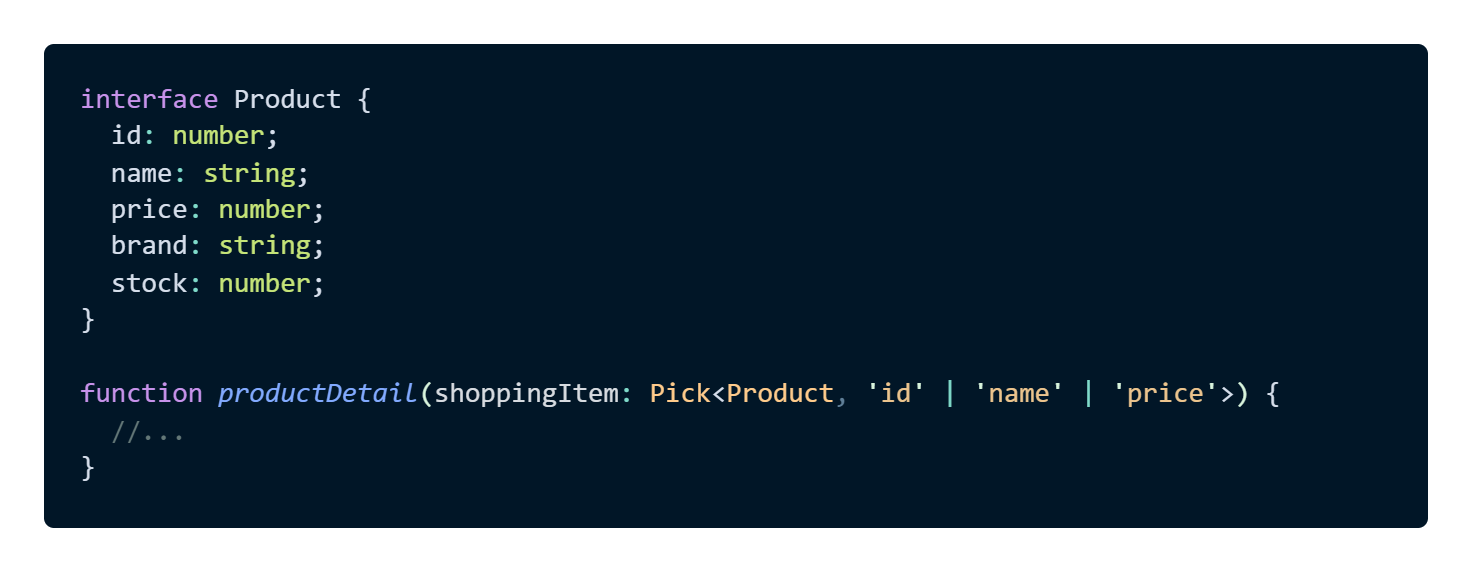 interface Product {
  id: number;
  name: string;
  price: number;
  brand: string;
  stock: number;
}

function productDetail(shoppingItem: Pick<Product, 'id' | 'name' | 'price'>) {
  //...
}